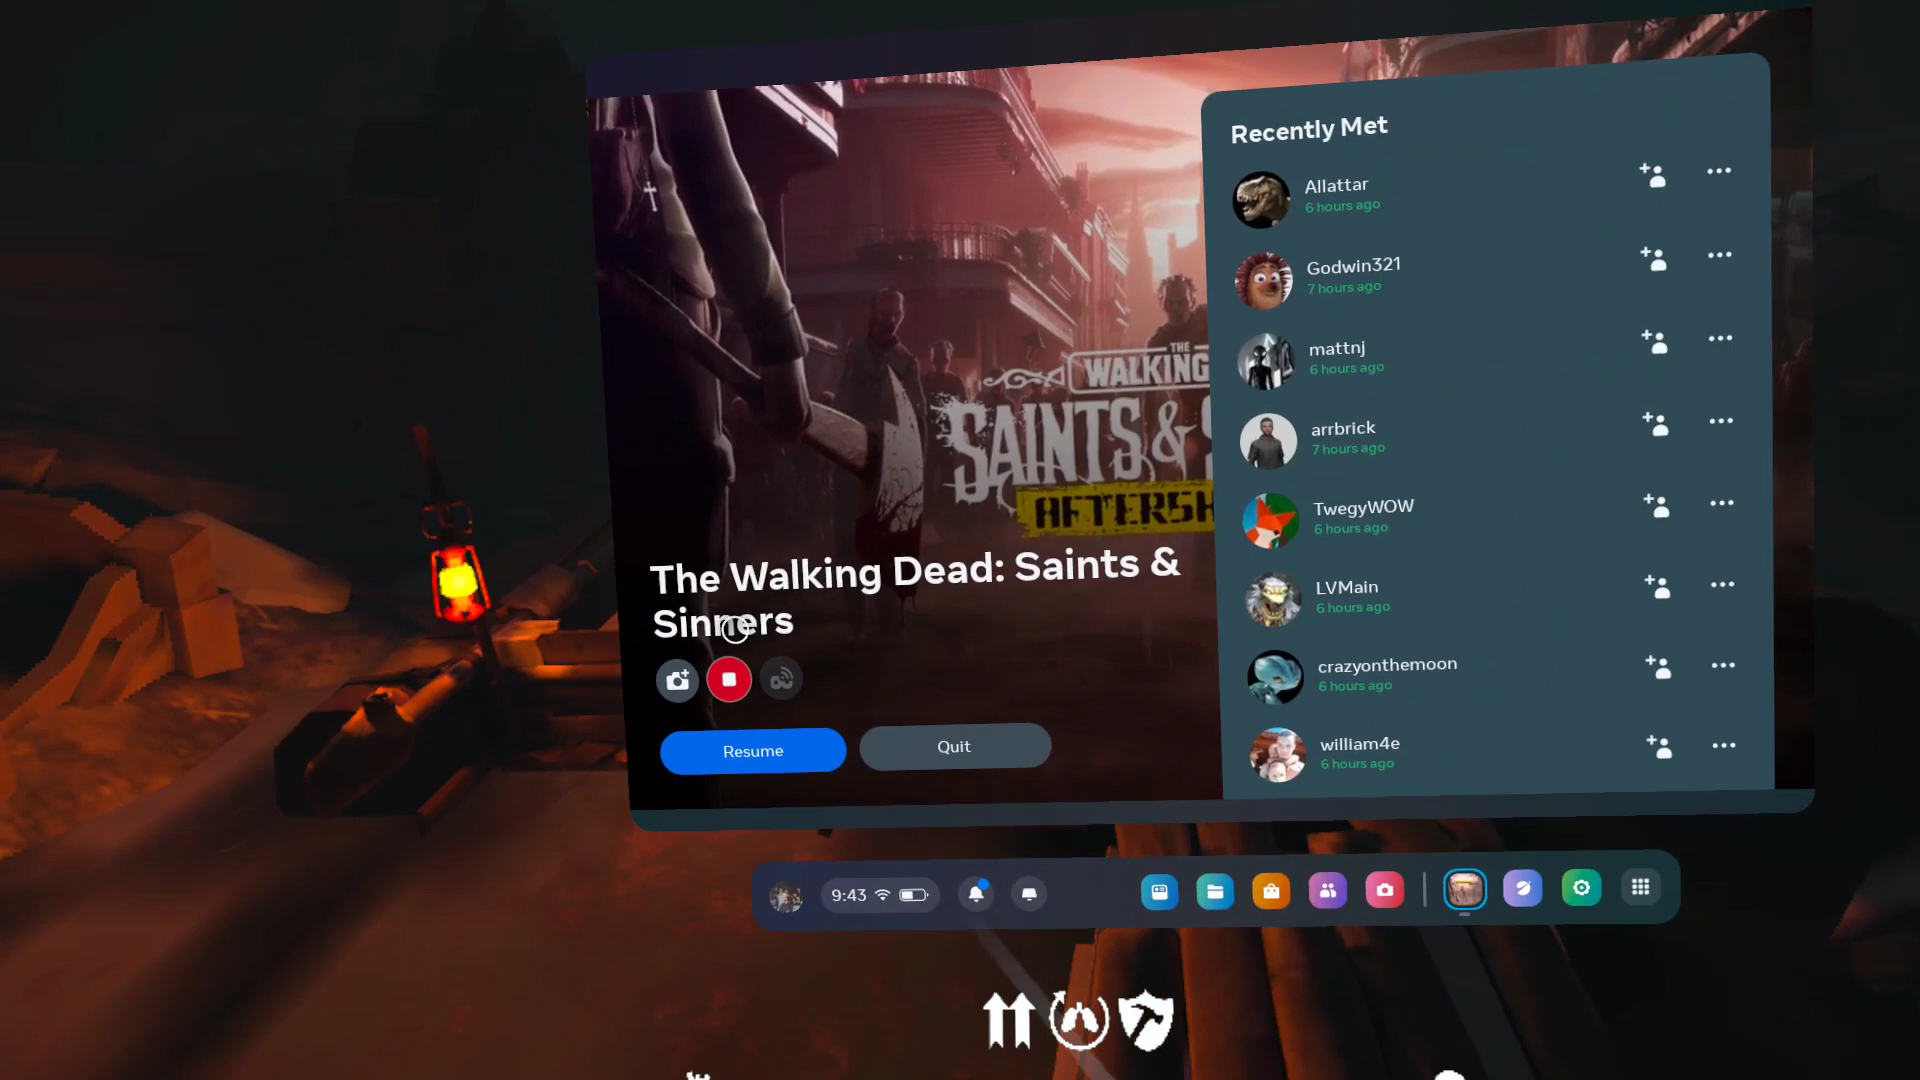 Recently Met
Allattar
6 hours ago
Godwin321
7 hours ago
mattnj
6 hours ago
arrbrick
7 hours ago
TwegyWOW
6 hours ago
LVMain
6 hours ago
crazyonthemoon
6 hours ago
william4e
6 hours ago
THE
WALKING
SAINTS & S
AFTERSH
The Walking Dead: Saints &
Sinners
Resume
Quit
9:43